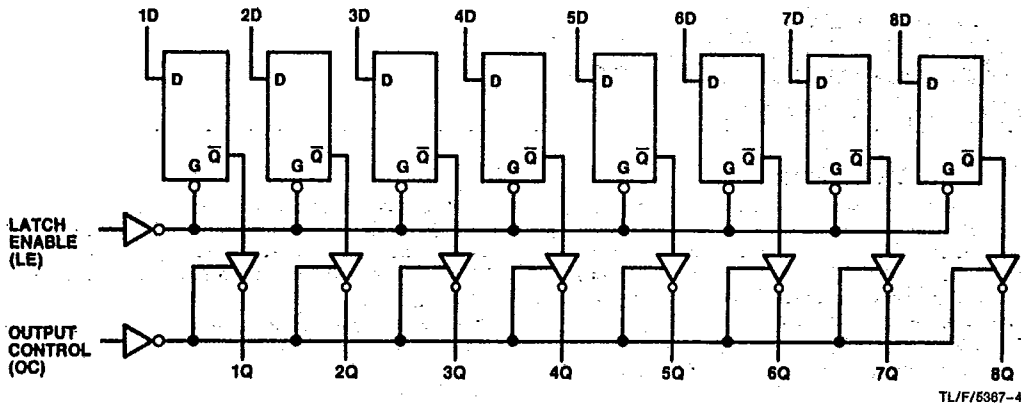 1D 2D 3D 4D 5D 6D 7D 8D
D D D D D D D D
Q̅ Q̅ Q̅ Q̅ Q̅ Q̅ Q̅ Q̅
G G G G G G G G
LATCH
ENABLE
(LE)
OUTPUT
CONTROL
(OC)
1Q 2Q 3Q 4Q 5Q 6Q 7Q 8Q
TL/F/5367-4